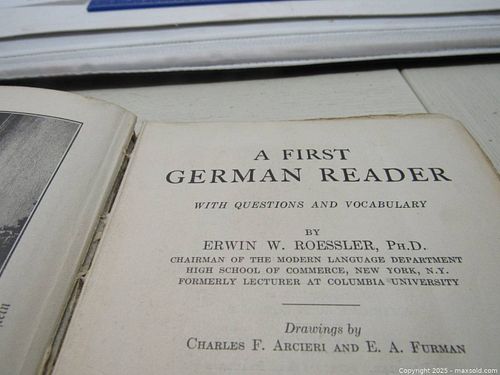 A FIRST
GERMAN READER
WITH QUESTIONS AND VOCABULARY
BY
ERWIN W. ROESSLER, PH.D.
CHAIRMAN OF THE MODERN LANGUAGE DEPARTMENT
HIGH SCHOOL OF COMMERCE, NEW YORK, N.Y.
FORMERLY LECTURER AT COLUMBIA UNIVERSITY
Drawings by
CHARLES F. ARCIERI AND E. A. FURMAN
Copyright 2025 - maxsold.com